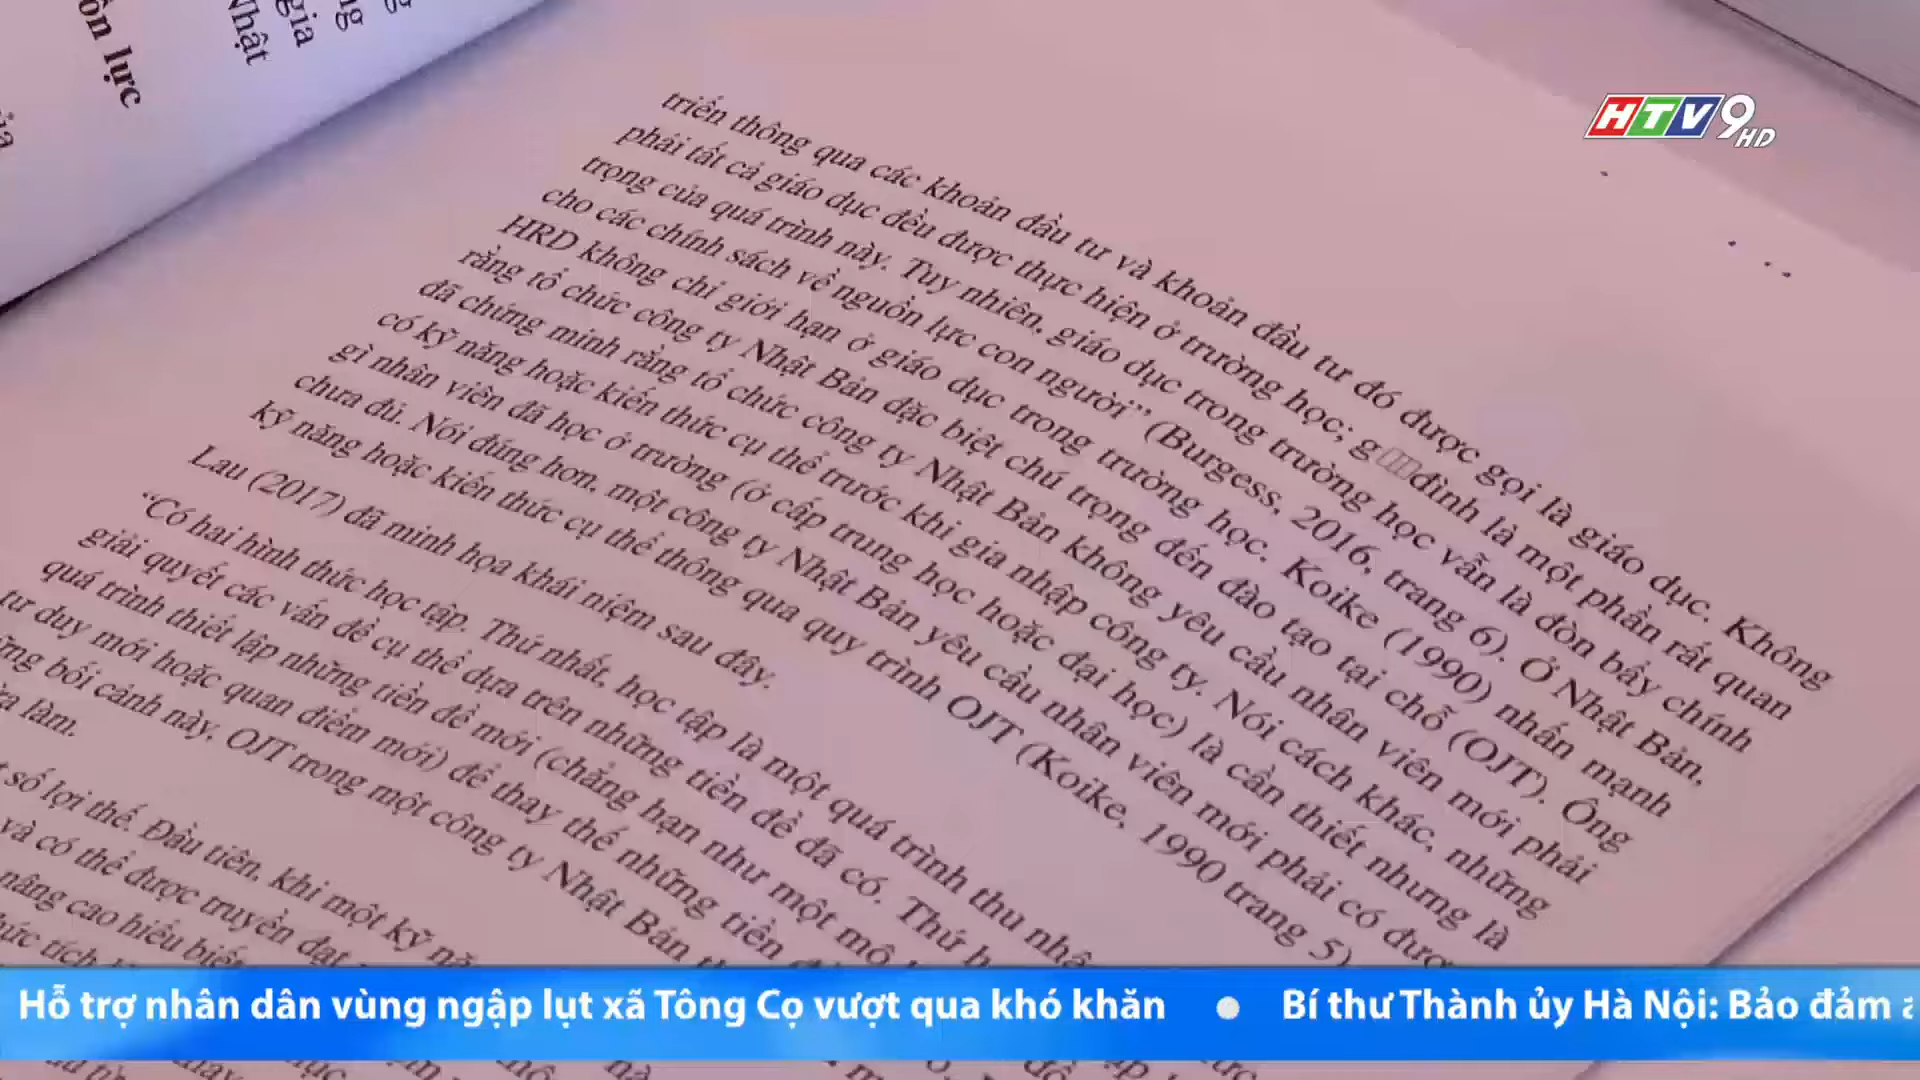 ồn lực
gia
Nhật
HTV9 HD
triển thông qua các khoản đầu tư và khoản đầu tư đó được gọi là giáo dục. Không
phải tất cả giáo dục đều được thực hiện ở trường học; g đình là một phần rất quan
trọng của quá trình này. Tuy nhiên, giáo dục trong trường học vẫn là đòn bẩy chính
cho các chính sách về nguồn lực con người” (Burgess, 2016, trang 6). Ở Nhật Bản,
HRD không chỉ giới hạn ở giáo dục trong trường học. Koike (1990) nhấn mạnh
rằng tổ chức công ty Nhật Bản đặc biệt chú trọng đến đào tạo tại chỗ (OJT). Ông
đã chứng minh rằng tổ chức công ty Nhật Bản không yêu cầu nhân viên mới phải
có kỹ năng hoặc kiến thức cụ thể trước khi gia nhập công ty. Nói cách khác, những
gì nhân viên đã học ở trường (ở cấp trung học hoặc đại học) là cần thiết nhưng là
chưa đủ. Nói đúng hơn, một công ty Nhật Bản yêu cầu nhân viên mới phải có được
kỹ năng hoặc kiến thức cụ thể thông qua quy trình OJT (Koike, 1990 trang 5)
Lau (2017) đã minh họa khái niệm sau đây.
“Có hai hình thức học tập. Thứ nhất, học tập là một quá trình thu nhậ
giải quyết các vấn đề cụ thể dựa trên những tiền đề đã có. Thứ h
quá trình thiết lập những tiền đề mới (chẳng hạn như một mô
tư duy mới hoặc quan điểm mới) để thay thế những tiền đ
ững bối cảnh này, OJT trong một công ty Nhật Bản th
làm.
số lợi thế. Đầu tiên, khi một kỹ nă
và có thể được truyền đạt
nâng cao hiểu biết
Hỗ trợ nhân dân vùng ngập lụt xã Tông Cọ vượt qua khó khăn ● Bí thư Thành ủy Hà Nội: Bảo đảm